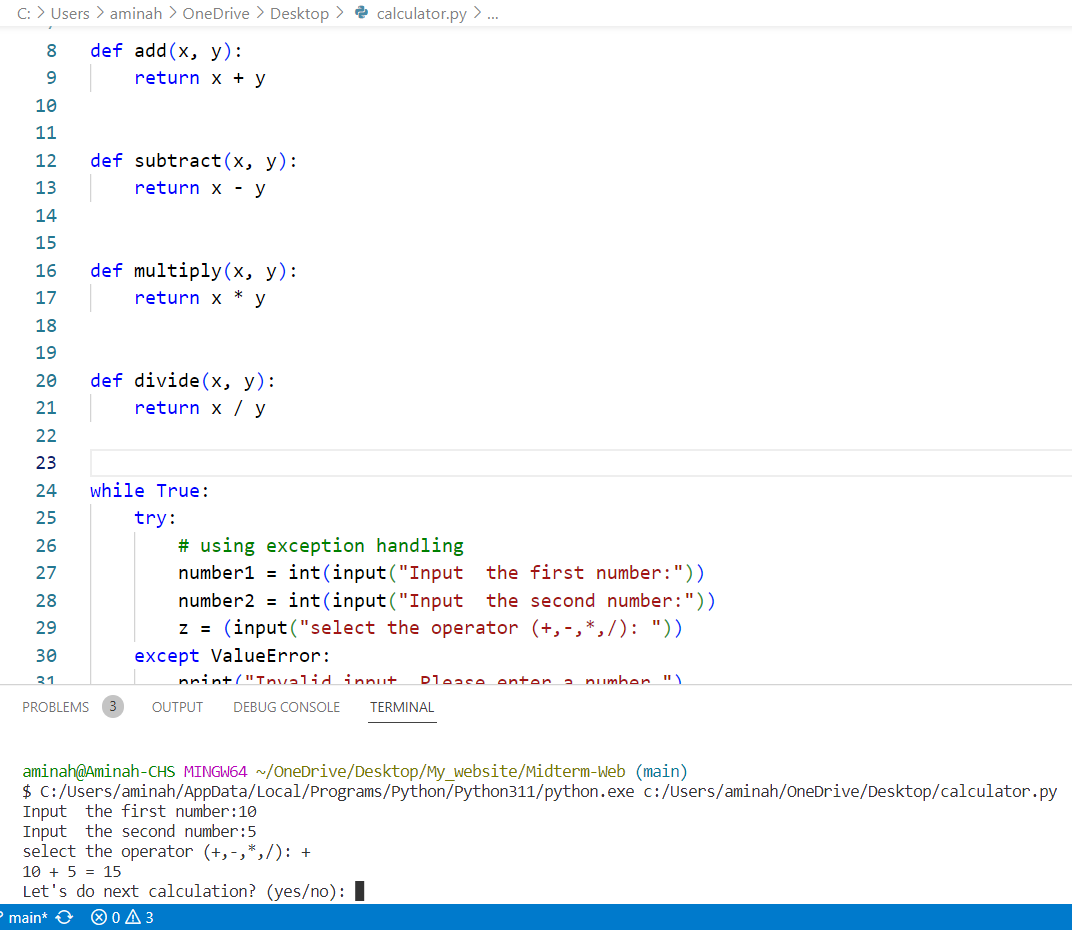 C: > Users > aminah > OneDrive > Desktop > calculator.py > ...
8 def add(x, y):
9     return x + y
10
11
12 def subtract(x, y):
13     return x - y
14
15
16 def multiply(x, y):
17     return x * y
18
19
20 def divide(x, y):
21     return x / y
22
23
24 while True:
25     try:
26         # using exception handling
27         number1 = int(input("Input  the first number:"))
28         number2 = int(input("Input  the second number:"))
29         z = (input("select the operator (+,-,*,/): "))
30     except ValueError:
31         print("Invalid input. Please enter a number.")
PROBLEMS 3 OUTPUT DEBUG CONSOLE TERMINAL
aminah@Aminah-CHS MINGW64 ~/OneDrive/Desktop/My_website/Midterm-Web (main)
$ C:/Users/aminah/AppData/Local/Programs/Python/Python311/python.exe c:/Users/aminah/OneDrive/Desktop/calculator.py
Input  the first number:10
Input  the second number:5
select the operator (+,-,*,/): +
10 + 5 = 15
Let's do next calculation? (yes/no):
main* 0 3